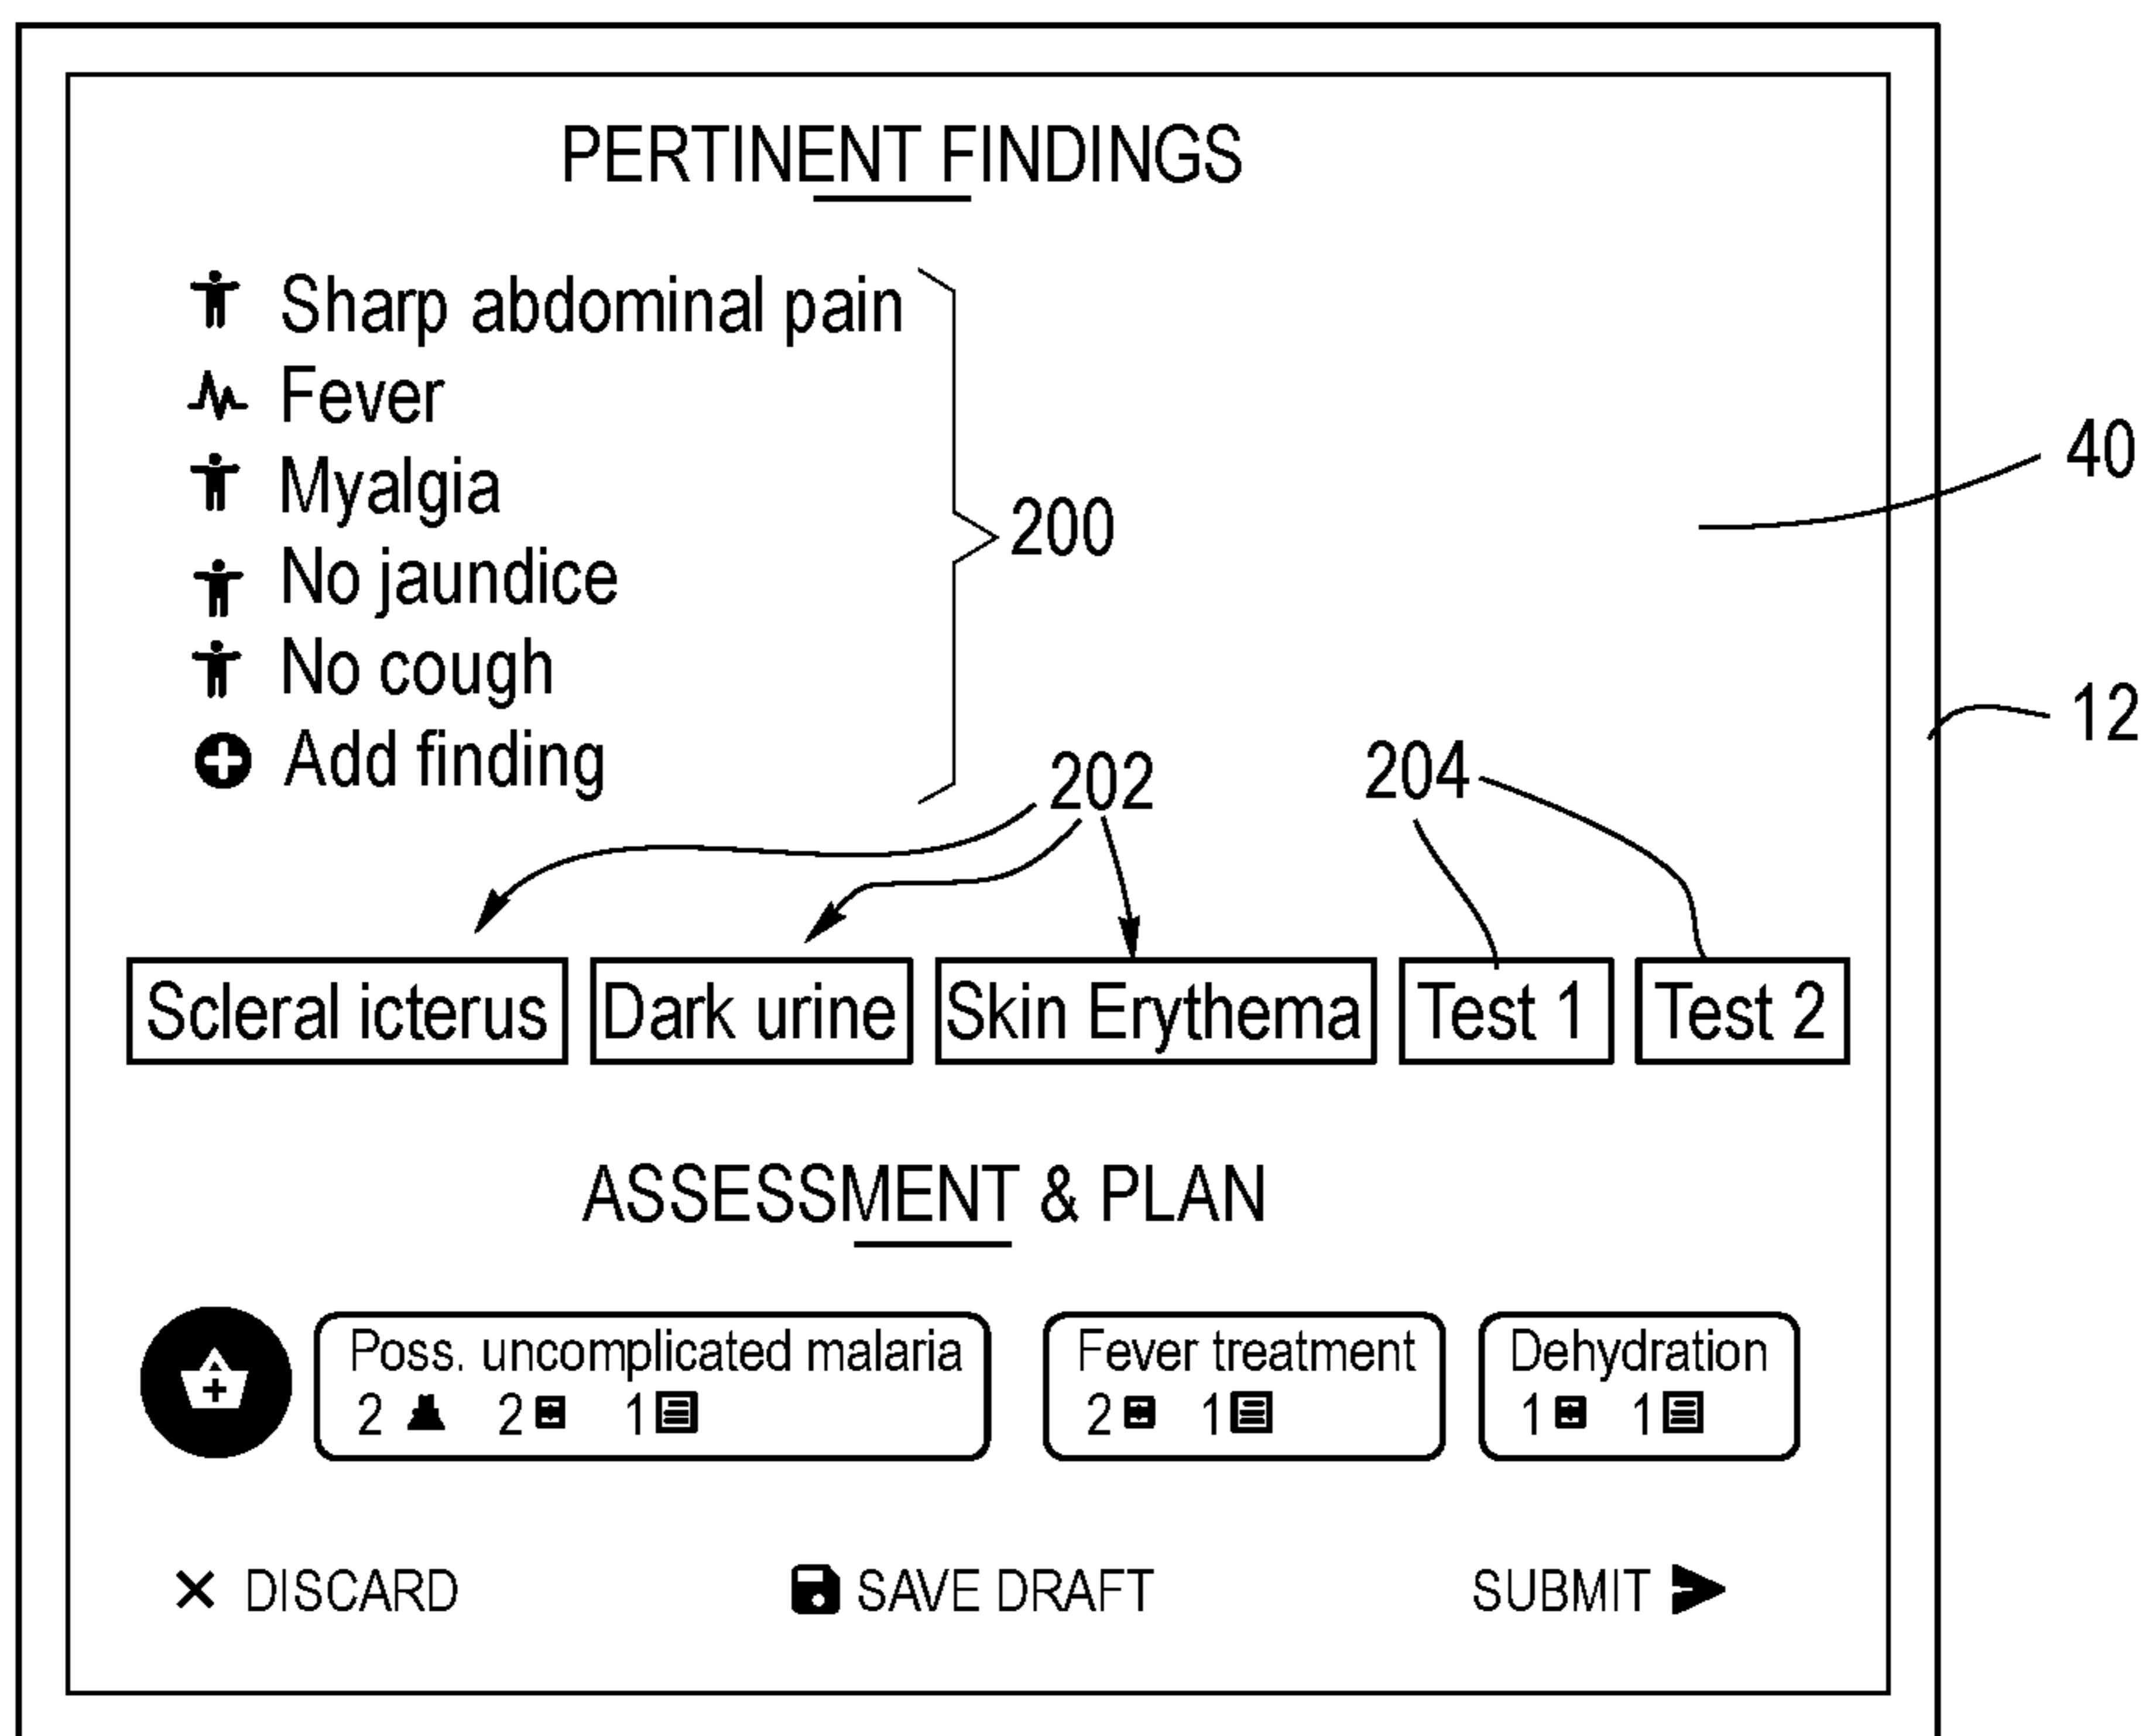 PERTINENT FINDINGS
Sharp abdominal pain
Fever
Myalgia
No jaundice
No cough
Add finding
200
40
12
202
204
Scleral icterus Dark urine Skin Erythema Test 1 Test 2
ASSESSMENT & PLAN
Poss. uncomplicated malaria Fever treatment Dehydration
2 2 1 2 1 1 1
DISCARD SAVE DRAFT SUBMIT